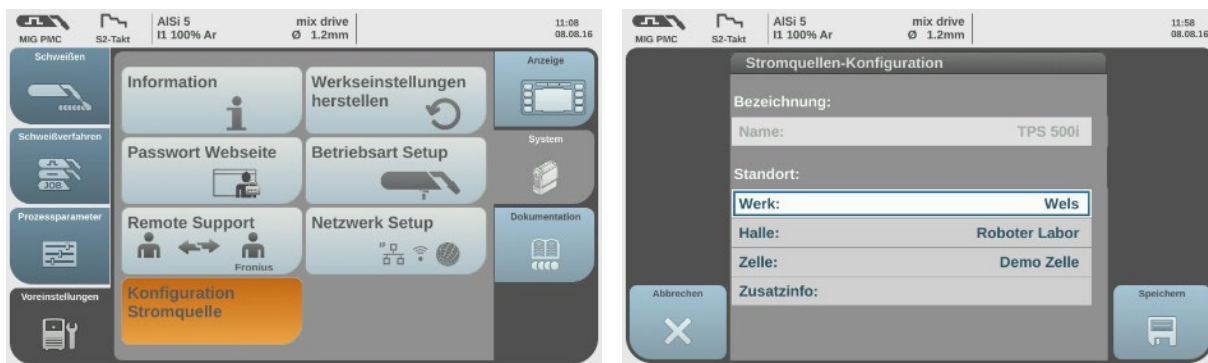 MIG PMC
S2-Takt
AlSi 5
I1 100% Ar
mix drive
Ø 1.2mm
11:08
08.08.16
Schweißen
Schweißverfahren
JOB
Prozessparameter
Voreinstellungen
Information
Werkseinstellungen
herstellen
Passwort Webseite
Betriebsart Setup
Remote Support
Fronius
Netzwerk Setup
Konfiguration
Stromquelle
Anzeige
System
Dokumentation
MIG PMC
S2-Takt
AlSi 5
I1 100% Ar
mix drive
Ø 1.2mm
11:58
08.08.16
Stromquellen-Konfiguration
Bezeichnung:
Name: TPS 500i
Standort:
Werk: Wels
Halle: Roboter Labor
Zelle: Demo Zelle
Zusatzinfo:
Abbrechen
Speichern